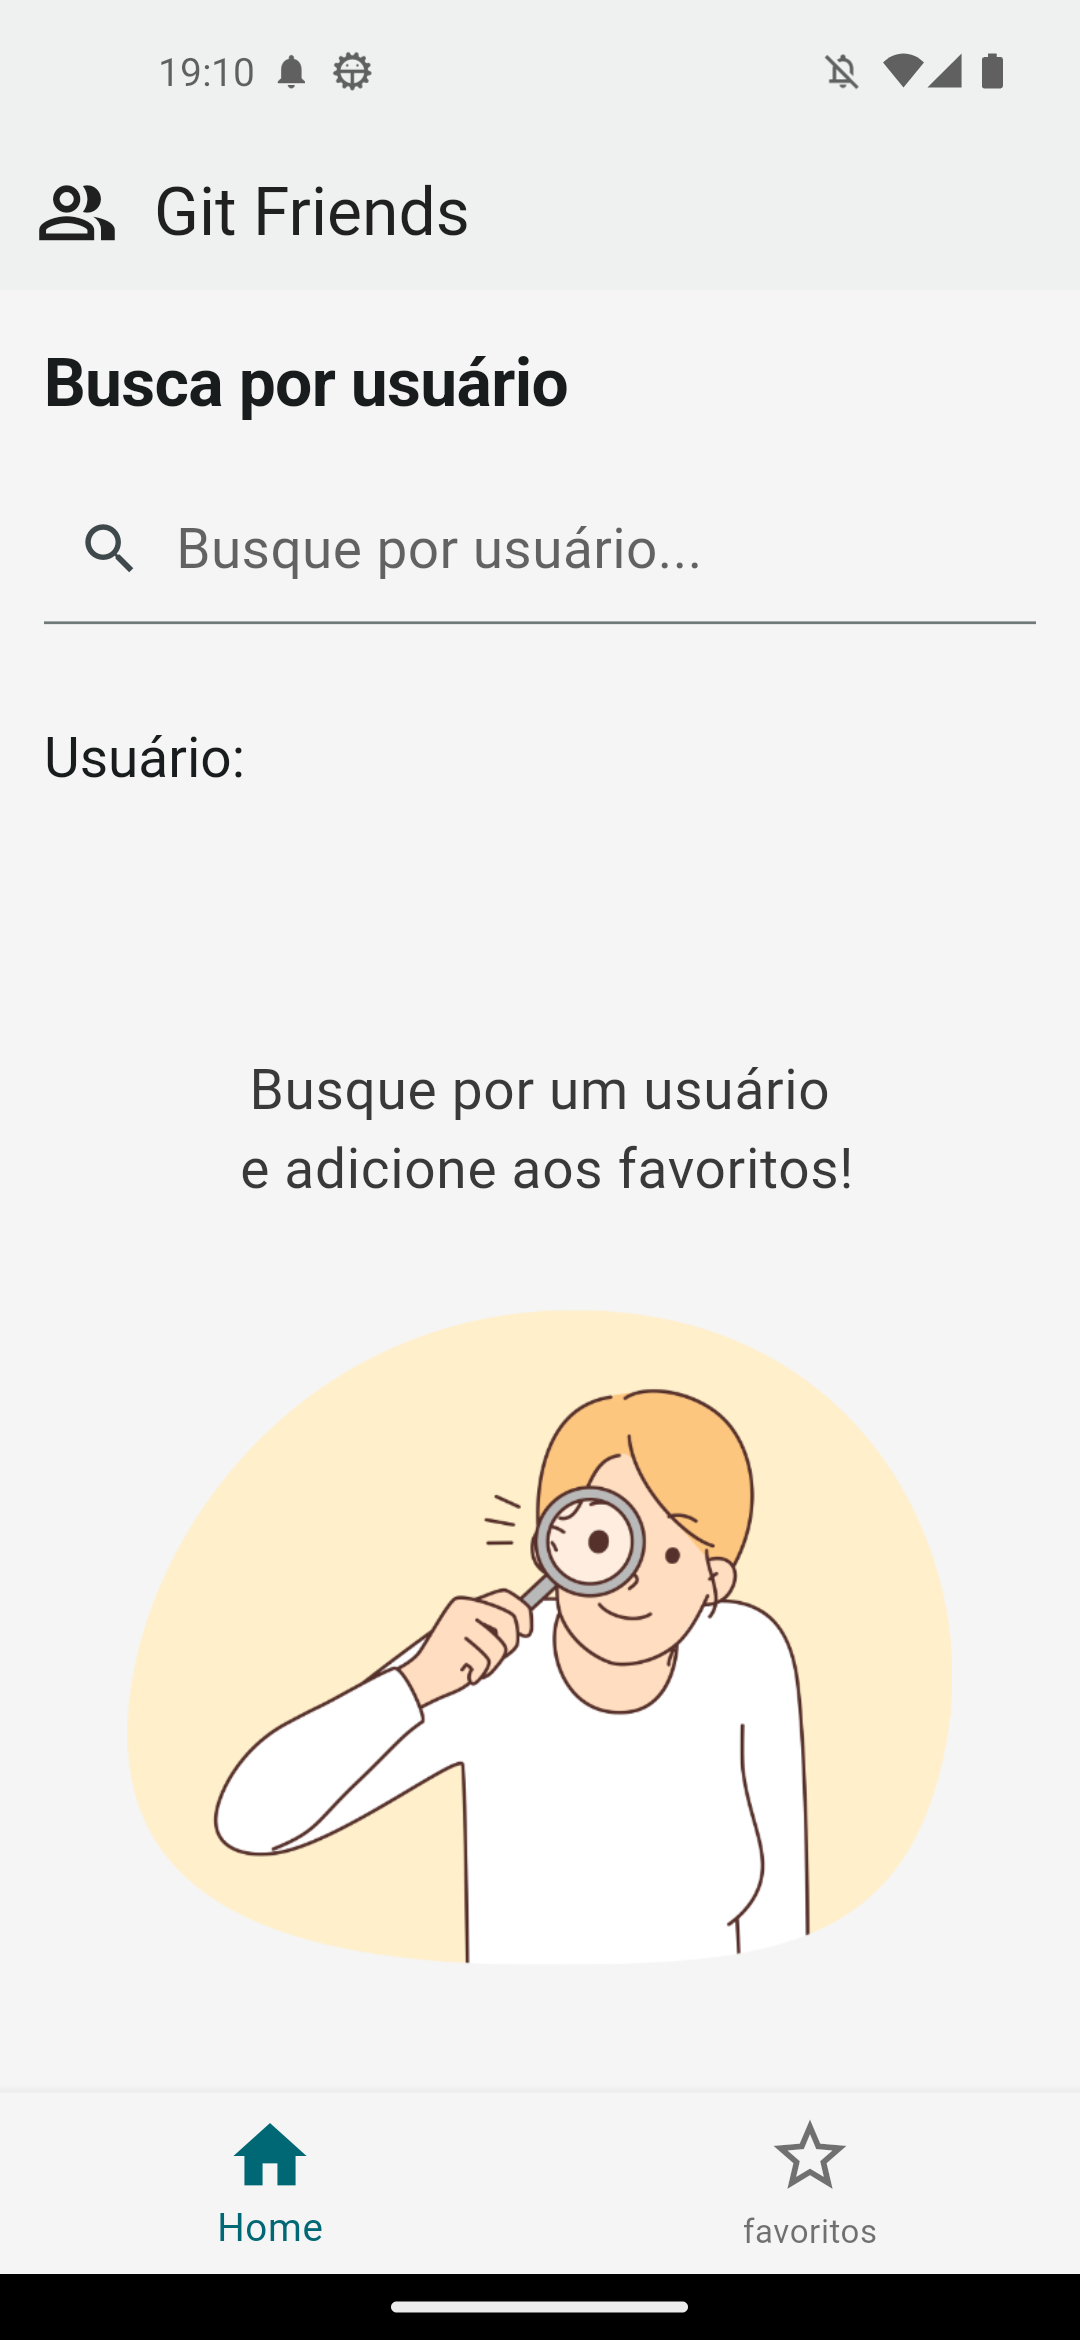 19:10
Git Friends
Busca por usuário
Busque por usuário...
Usuário:
Busque por um usuário
e adicione aos favoritos!
Home
favoritos